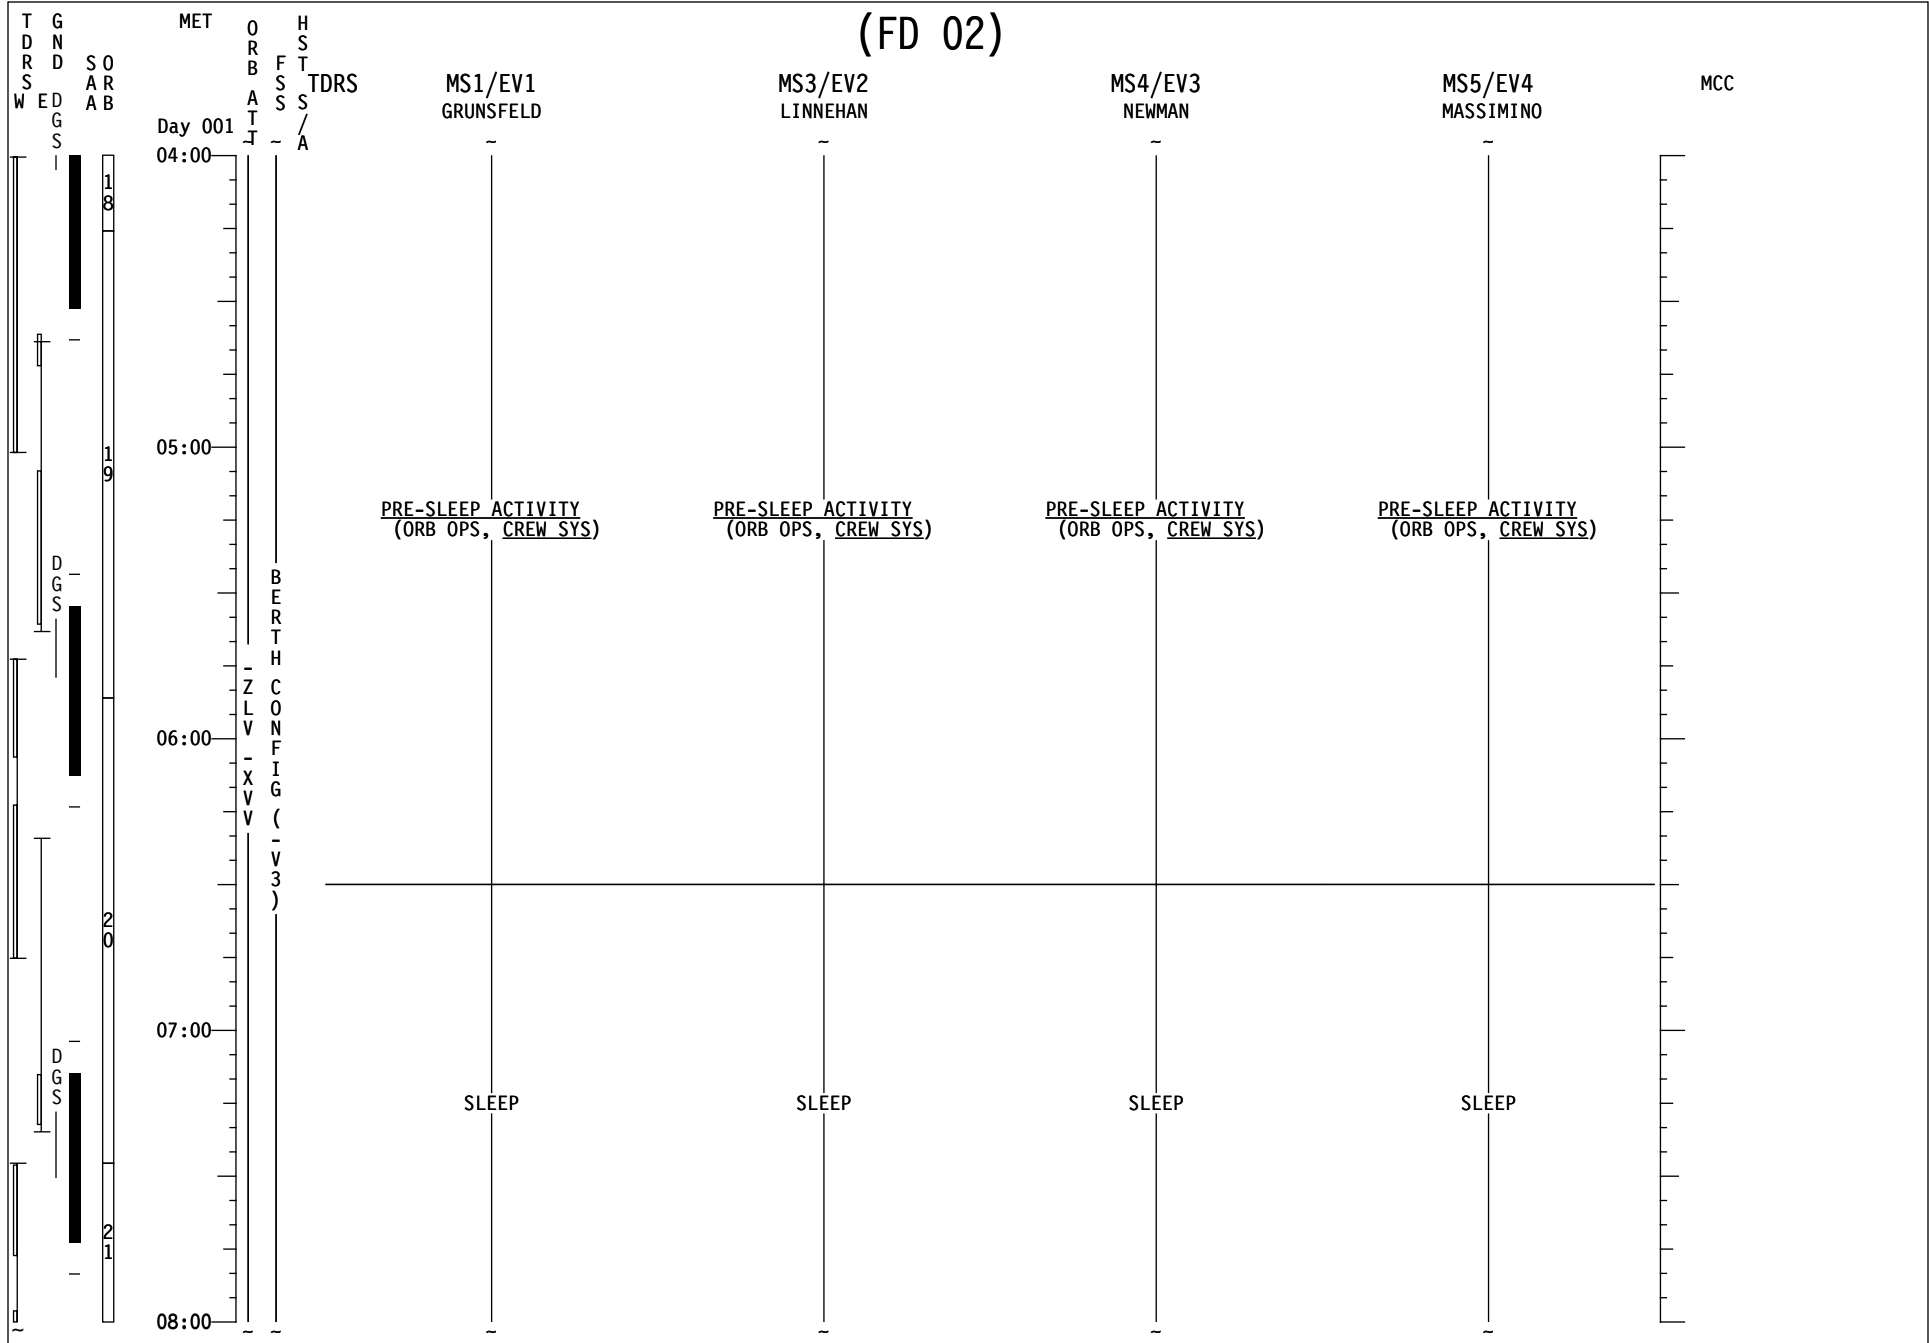 (FD 02)
TDRS W E
GND DGS
SAA
ORB
MET
Day 001
ORB ATT
FSS
HST S/A
TDRS
MS1/EV1
GRUNSFELD
MS3/EV2
LINNEHAN
MS4/EV3
NEWMAN
MS5/EV4
MASSIMINO
MCC
~ ~ ~ ~ ~ ~
04:00
18
05:00
19
PRE-SLEEP ACTIVITY
(ORB OPS, CREW SYS)
PRE-SLEEP ACTIVITY
(ORB OPS, CREW SYS)
PRE-SLEEP ACTIVITY
(ORB OPS, CREW SYS)
PRE-SLEEP ACTIVITY
(ORB OPS, CREW SYS)
DGS
-ZLV -XVV
BERTH CONFIG (-V3)
06:00
20
07:00
DGS
SLEEP
SLEEP
SLEEP
SLEEP
21
08:00
~ ~ ~ ~ ~ ~ ~